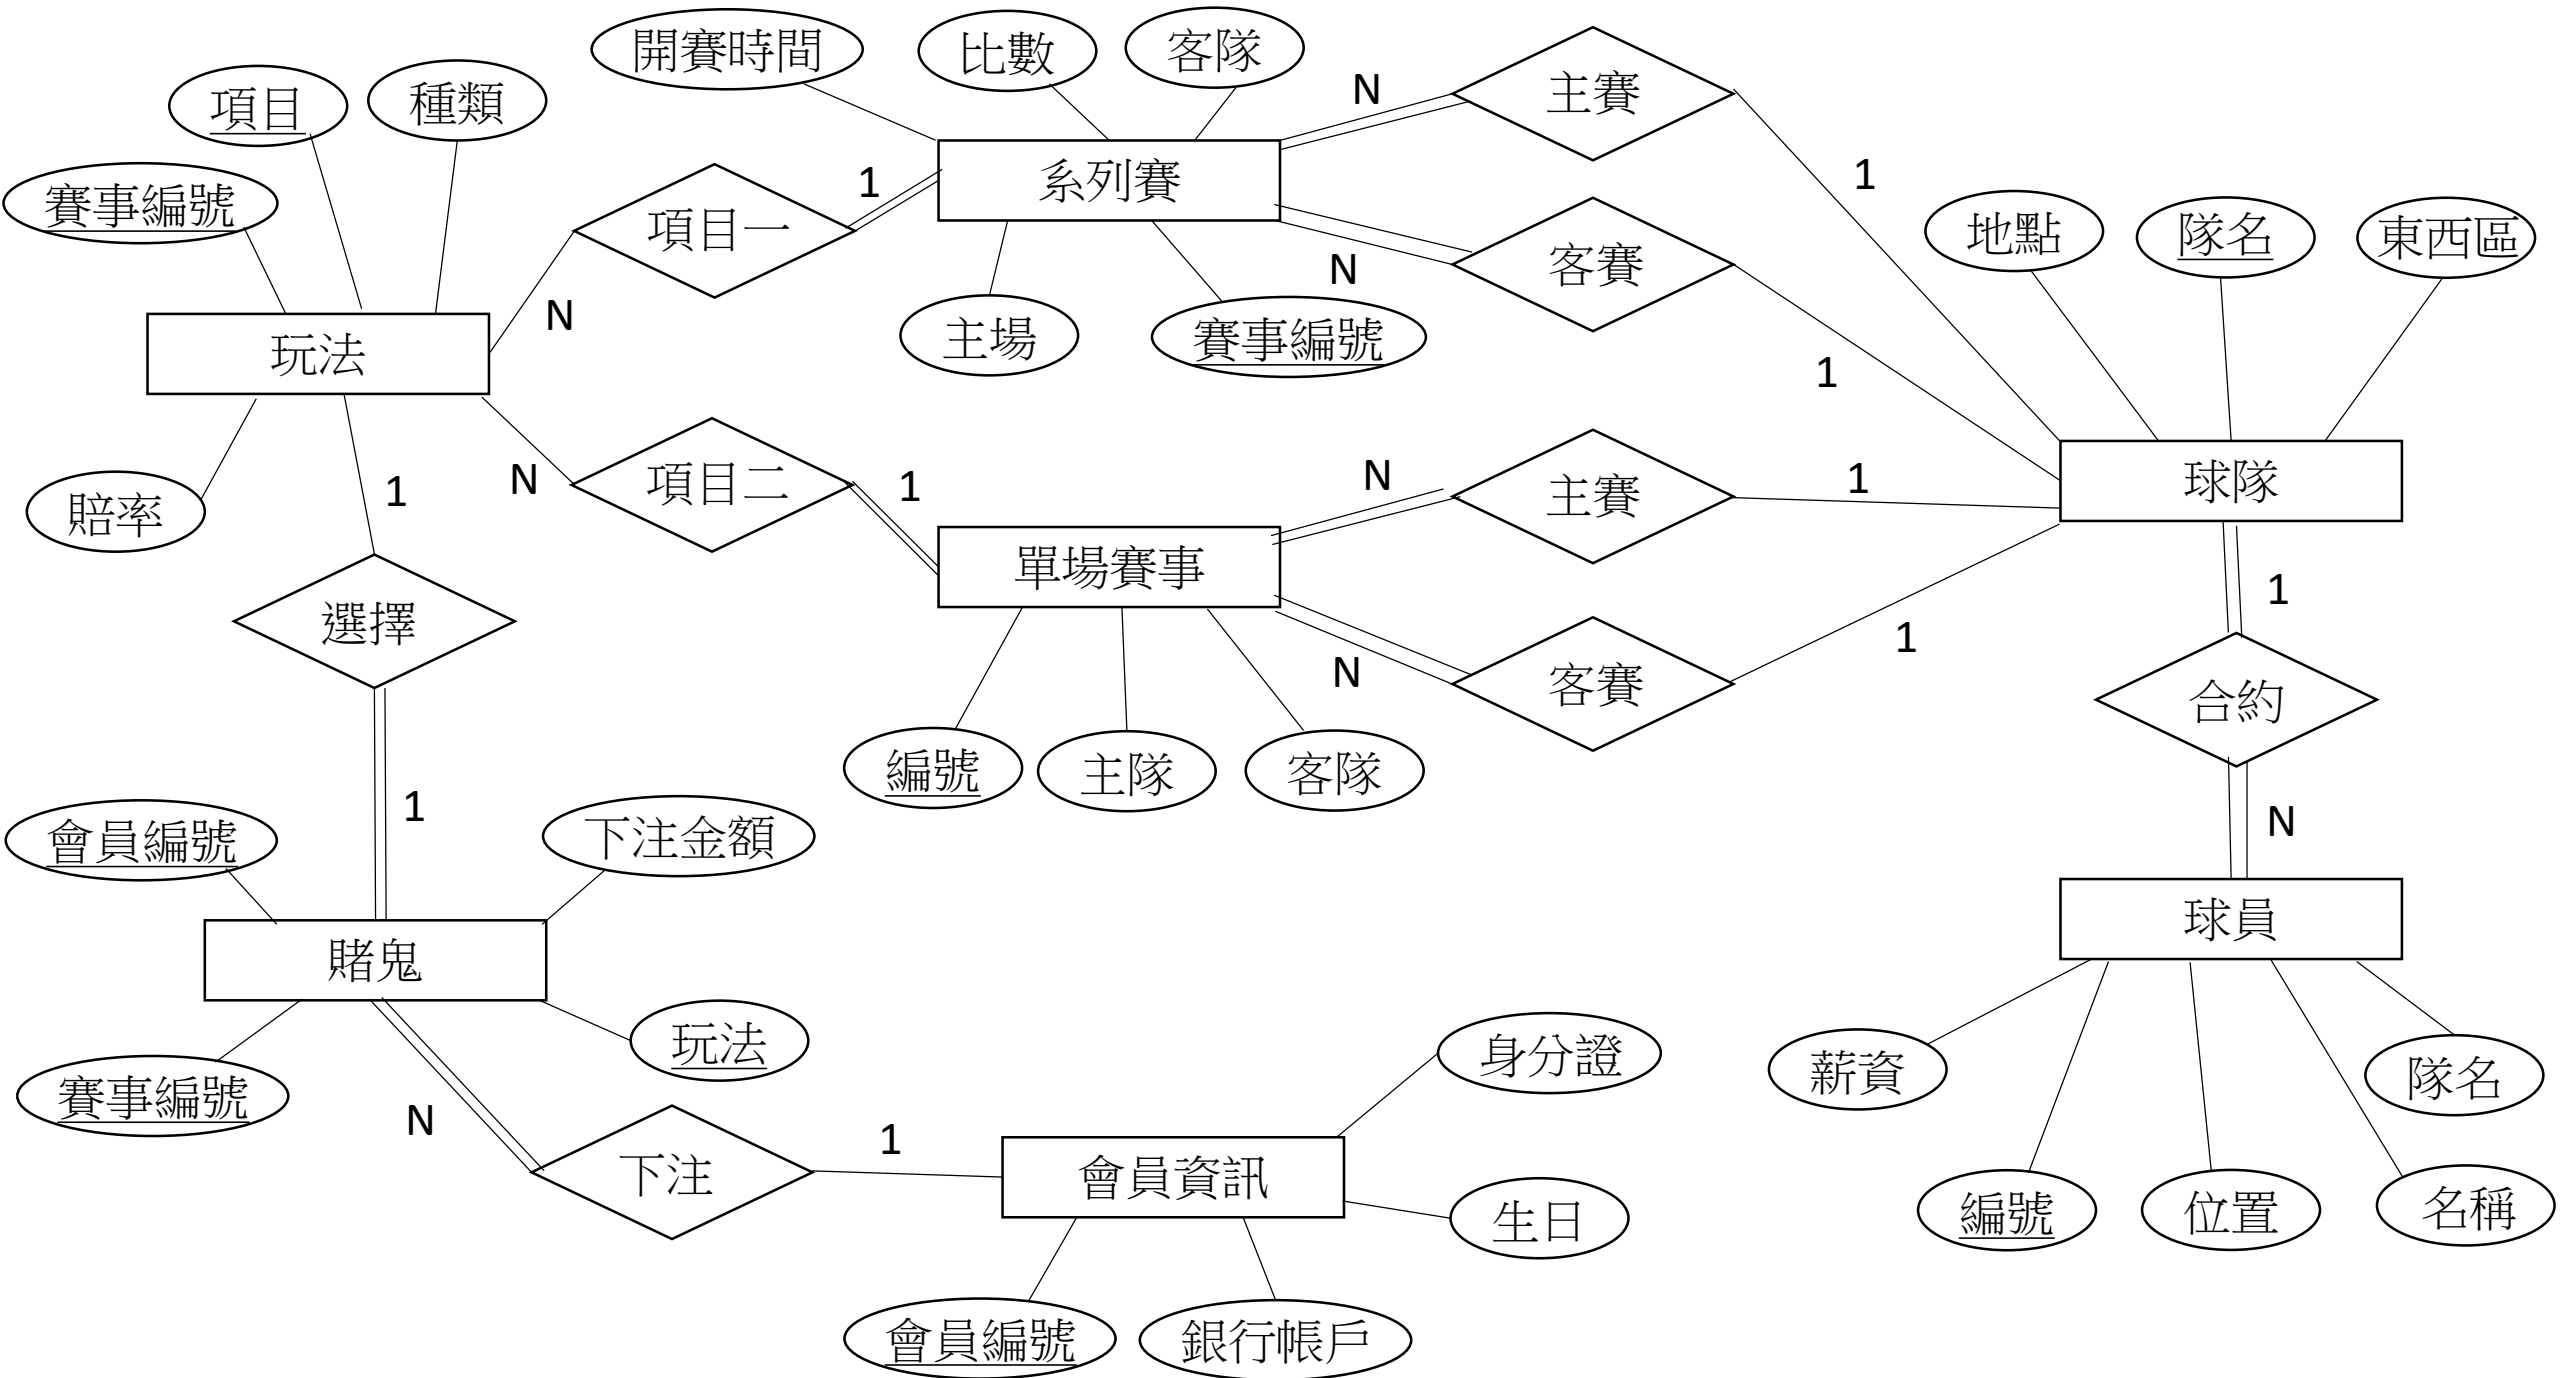 開賽時間
比數
客隊
項目
種類
賽事編號
N
主賽
1
系列賽
1
項目一
N
客賽
N
1
主場
賽事編號
地點
隊名
東西區
玩法
賠率
1
N
項目二
1
N
主賽
1
球隊
單場賽事
1
選擇
N
客賽
1
合約
編號
主隊
客隊
1
N
會員編號
下注金額
賭鬼
球員
玩法
賽事編號
N
下注
1
會員資訊
身分證
生日
會員編號
銀行帳戶
薪資
隊名
編號
位置
名稱